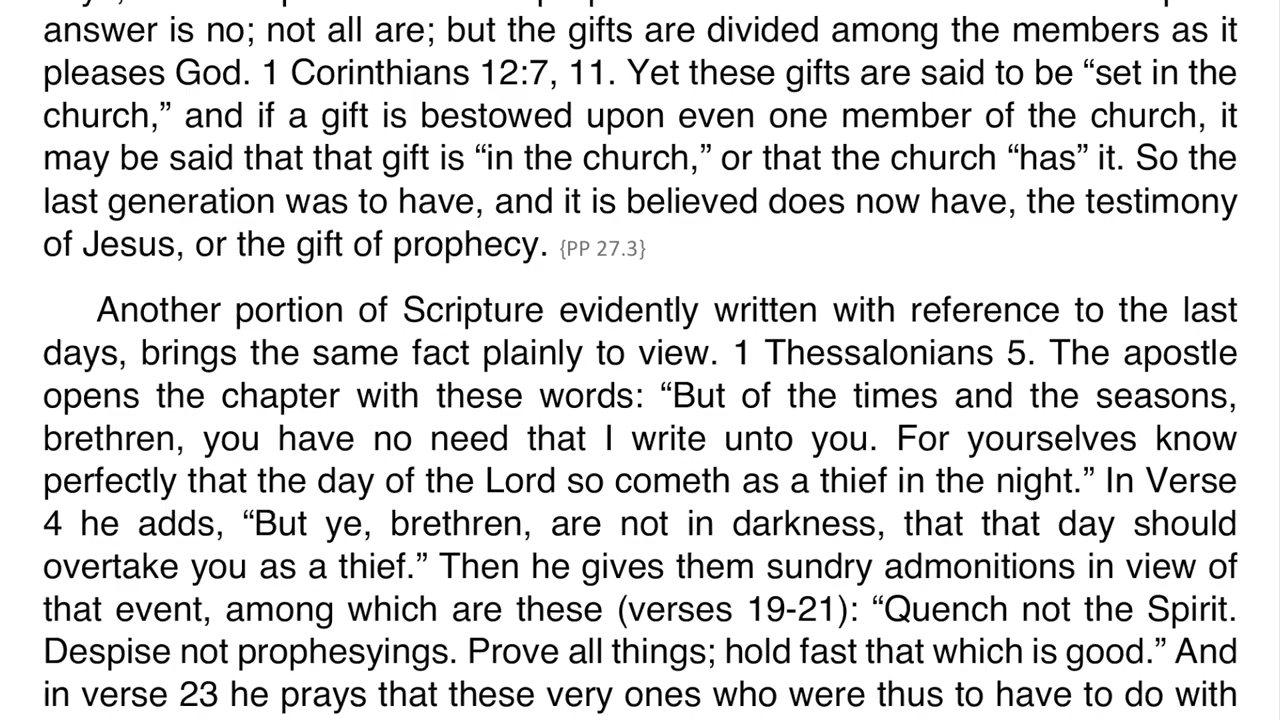 answer is no; not all are; but the gifts are divided among the members as it
pleases God. 1 Corinthians 12:7, 11. Yet these gifts are said to be “set in the
church,” and if a gift is bestowed upon even one member of the church, it
may be said that that gift is “in the church,” or that the church “has” it. So the
last generation was to have, and it is believed does now have, the testimony
of Jesus, or the gift of prophecy. {PP 27.3}
Another portion of Scripture evidently written with reference to the last
days, brings the same fact plainly to view. 1 Thessalonians 5. The apostle
opens the chapter with these words: “But of the times and the seasons,
brethren, you have no need that I write unto you. For yourselves know
perfectly that the day of the Lord so cometh as a thief in the night.” In Verse
4 he adds, “But ye, brethren, are not in darkness, that that day should
overtake you as a thief.” Then he gives them sundry admonitions in view of
that event, among which are these (verses 19-21): “Quench not the Spirit.
Despise not prophesyings. Prove all things; hold fast that which is good.” And
in verse 23 he prays that these very ones who were thus to have to do with